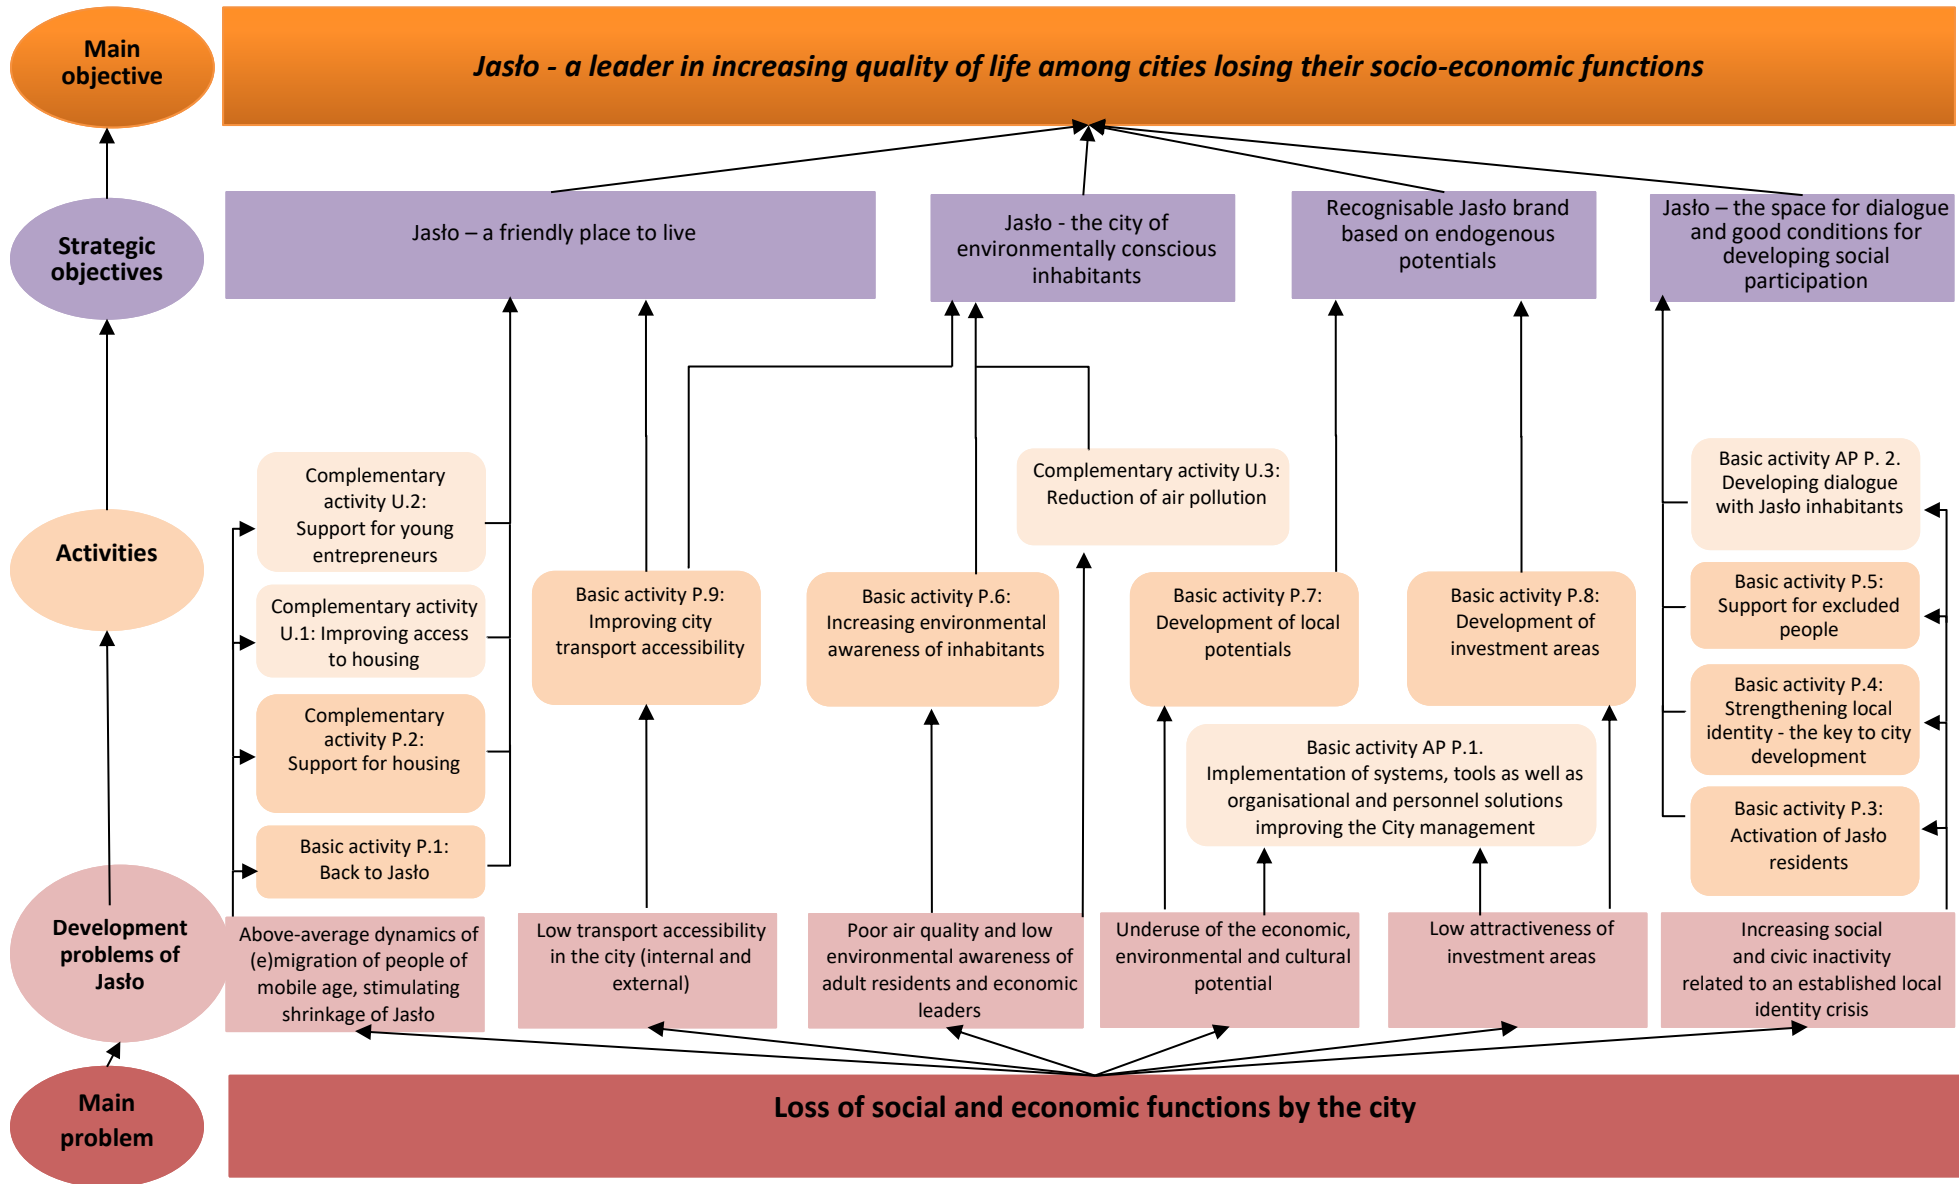 Main
objective
Jasło - a leader in increasing quality of life among cities losing their socio-economic functions
Strategic
objectives
Jasło – a friendly place to live
Jasło - the city of
environmentally conscious
inhabitants
Recognisable Jasło brand
based on endogenous
potentials
Jasło – the space for dialogue
and good conditions for
developing social
participation
Activities
Complementary
activity U.2:
Support for young
entrepreneurs
Complementary activity
U.1: Improving access
to housing
Complementary
activity P.2:
Support for housing
Basic activity P.1:
Back to Jasło
Basic activity P.9:
Improving city
transport accessibility
Basic activity P.6:
Increasing environmental
awareness of inhabitants
Complementary activity U.3:
Reduction of air pollution
Basic activity P.7:
Development of local
potentials
Basic activity P.8:
Development of
investment areas
Basic activity AP P.1.
Implementation of systems, tools as well as
organisational and personnel solutions
improving the City management
Basic activity AP P. 2.
Developing dialogue
with Jasło inhabitants
Basic activity P.5:
Support for excluded
people
Basic activity P.4:
Strengthening local
identity - the key to city
development
Basic activity P.3:
Activation of Jasło
residents
Development
problems of
Jasło
Above-average dynamics of
(e)migration of people of
mobile age, stimulating
shrinkage of Jasło
Low transport accessibility
in the city (internal and
external)
Poor air quality and low
environmental awareness of
adult residents and economic
leaders
Underuse of the economic,
environmental and cultural
potential
Low attractiveness of
investment areas
Increasing social
and civic inactivity
related to an established local
identity crisis
Main
problem
Loss of social and economic functions by the city